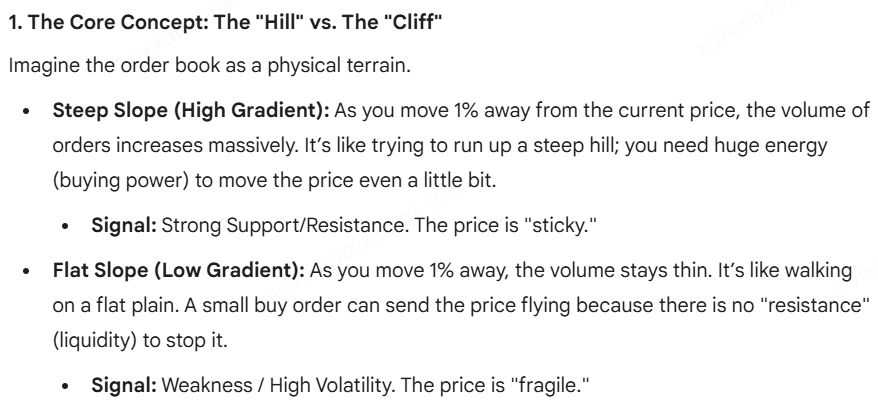 1. The Core Concept: The "Hill" vs. The "Cliff"
Imagine the order book as a physical terrain.
• Steep Slope (High Gradient): As you move 1% away from the current price, the volume of
orders increases massively. It's like trying to run up a steep hill; you need huge energy
(buying power) to move the price even a little bit.
• Signal: Strong Support/Resistance. The price is "sticky."
• Flat Slope (Low Gradient): As you move 1% away, the volume stays thin. It's like walking
on a flat plain. A small buy order can send the price flying because there is no "resistance"
(liquidity) to stop it.
• Signal: Weakness / High Volatility. The price is "fragile."